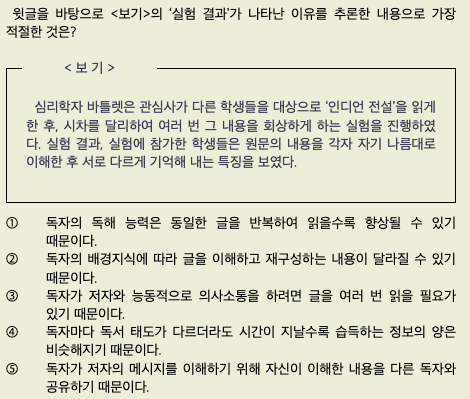 윗글을 바탕으로 <보기>의 '실험 결과'가 나타난 이유를 추론한 내용으로 가장
적절한 것은?
< 보 기 >
심리학자 바틀렛은 관심사가 다른 학생들을 대상으로 '인디언 전설'을 읽게
한 후, 시차를 달리하여 여러 번 그 내용을 회상하게 하는 실험을 진행하였
다. 실험 결과, 실험에 참가한 학생들은 원문의 내용을 각자 자기 나름대로
이해한 후 서로 다르게 기억해 내는 특징을 보였다.
① 독자의 독해 능력은 동일한 글을 반복하여 읽을수록 향상될 수 있기
때문이다.
② 독자의 배경지식에 따라 글을 이해하고 재구성하는 내용이 달라질 수 있기
때문이다.
③ 독자가 저자와 능동적으로 의사소통을 하려면 글을 여러 번 읽을 필요가
있기 때문이다.
④ 독자마다 독서 태도가 다르더라도 시간이 지날수록 습득하는 정보의 양은
비슷해지기 때문이다.
⑤ 독자가 저자의 메시지를 이해하기 위해 자신이 이해한 내용을 다른 독자와
공유하기 때문이다.